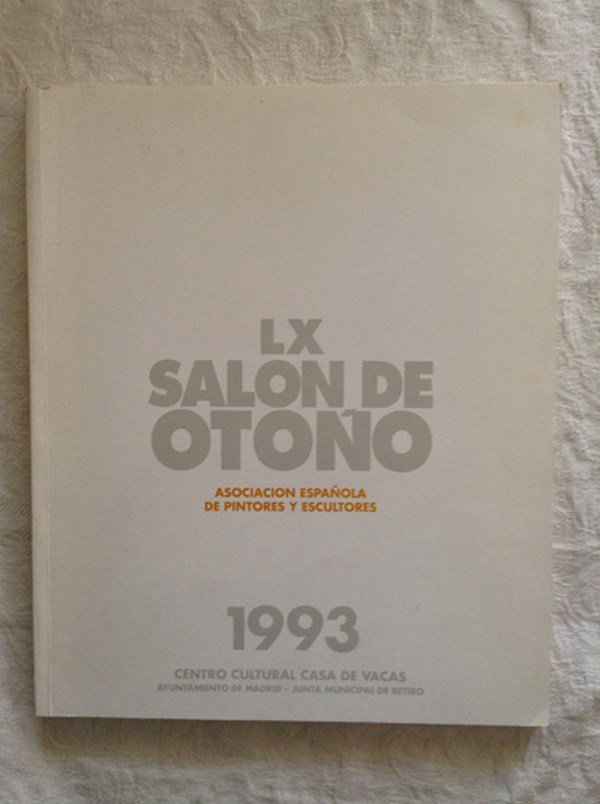 LX
SALON DE
OTOÑO
ASOCIACION ESPAÑOLA
DE PINTORES Y ESCULTORES
1993
CENTRO CULTURAL CASA DE VACAS
AYUNTAMIENTO DE MADRID - JUNTA MUNICIPAL DE RETIRO